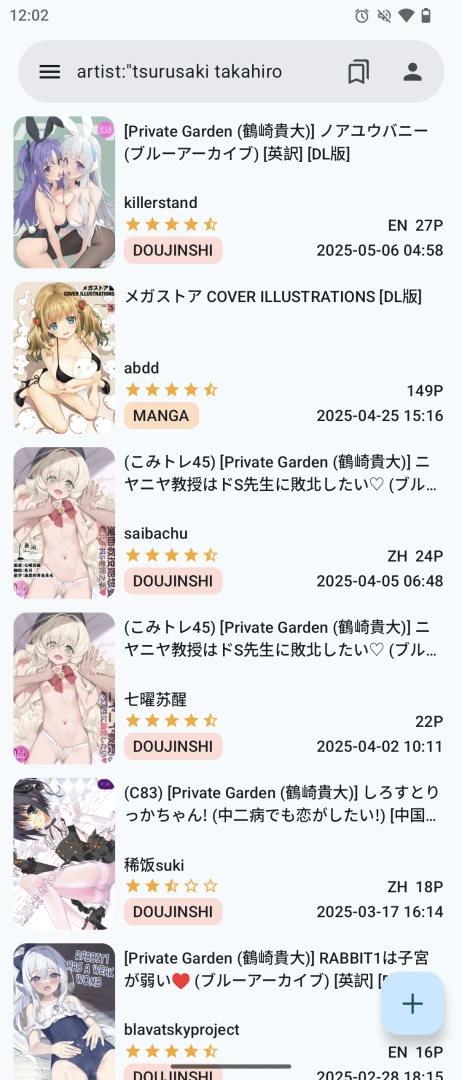 12:02
artist:"tsurusaki takahiro
[Private Garden (鶴崎貴大)] ノアユウバニー
(ブルーアーカイブ) [英訳] [DL版]
killerstand
EN 27P
DOUJINSHI
2025-05-06 04:58
メガストア
COVER ILLUSTRATIONS
メガストア COVER ILLUSTRATIONS [DL版]
abdd
149P
MANGA
2025-04-25 15:16
(こみトレ45) [Private Garden (鶴崎貴大)] ニ
ヤニヤ教授はドS先生に敗北したい♡ (ブル…
saibachu
ZH 24P
DOUJINSHI
2025-04-05 06:48
(こみトレ45) [Private Garden (鶴崎貴大)] ニ
ヤニヤ教授はドS先生に敗北したい♡ (ブル…
七曜苏醒
22P
DOUJINSHI
2025-04-02 10:11
(C83) [Private Garden (鶴崎貴大)] しろすとり
っかちゃん! (中二病でも恋がしたい!) [中国…
稀饭suki
ZH 18P
DOUJINSHI
2025-03-17 16:14
RABBIT1
HAS A WEAK
WOMB
[Private Garden (鶴崎貴大)] RABBIT1は子宮
が弱い❤️ (ブルーアーカイブ) [英訳]
blavatskyproject
EN 16P
DOUJINSHI
2025-02-28 18:15